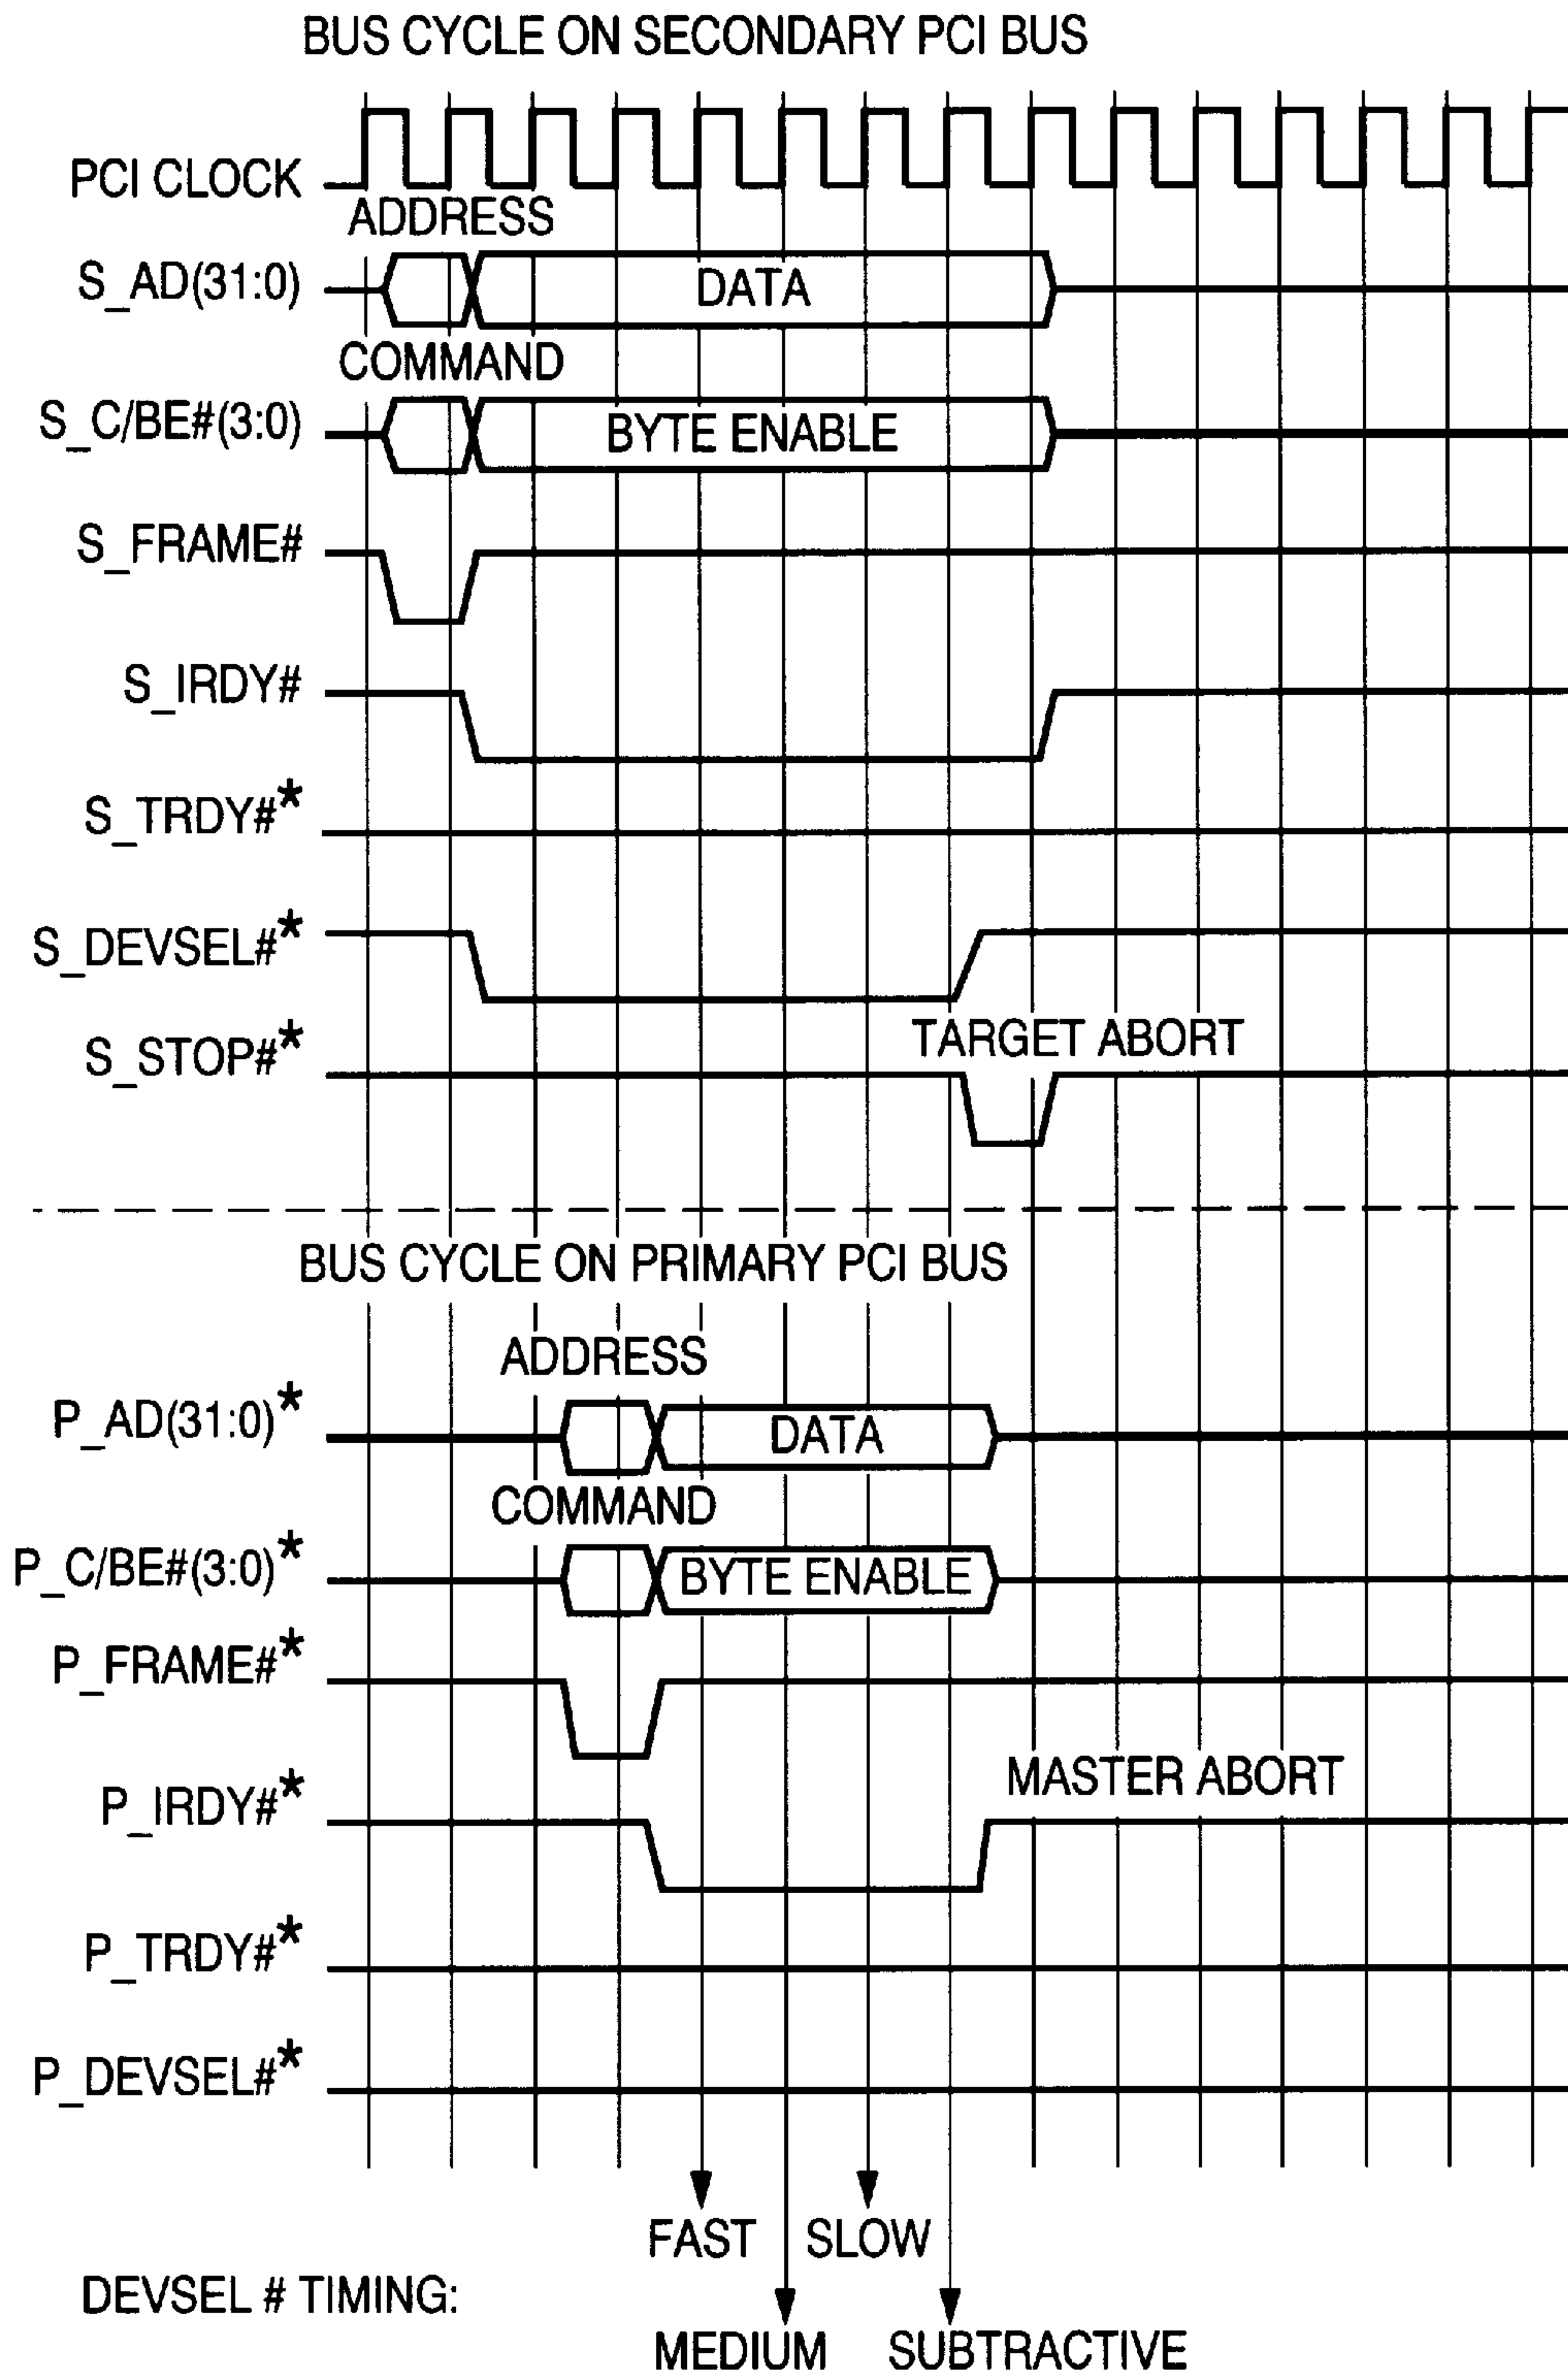 BUS CYCLE ON SECONDARY PCI BUS
PCI CLOCK
ADDRESS
S_AD(31:0)
DATA
COMMAND
S_C/BE#(3:0)
BYTE ENABLE
S_FRAME#
S_IRDY#
S_TRDY#*
S_DEVSEL#*
TARGET ABORT
S_STOP#*
BUS CYCLE ON PRIMARY PCI BUS
ADDRESS
P_AD(31:0)*
DATA
COMMAND
P_C/BE#(3:0)*
BYTE ENABLE
P_FRAME#*
MASTER ABORT
P_IRDY#*
P_TRDY#*
P_DEVSEL#*
FAST SLOW
DEVSEL # TIMING:
MEDIUM SUBTRACTIVE